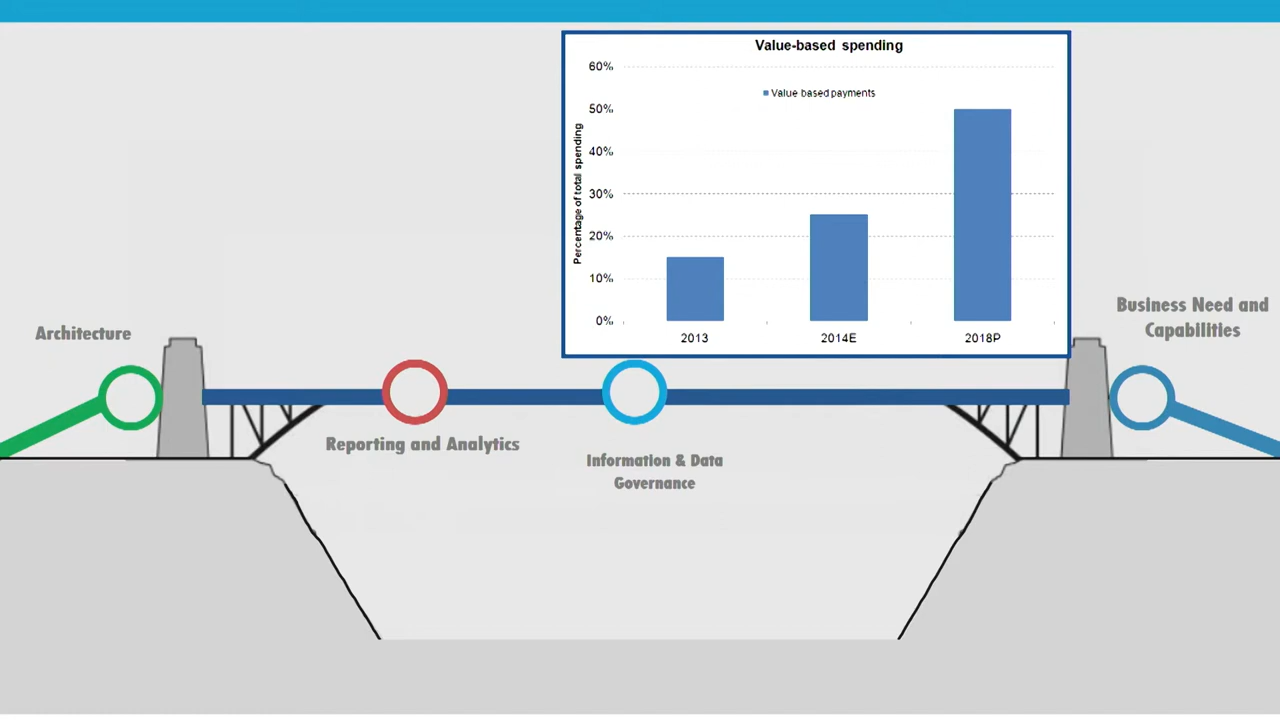 Value-based spending
60%
Value based payments
50%
40%
30%
20%
10%
0%
Percentage of total spending
2013
2014E
2018P
Architecture
Business Need and
Capabilities
Reporting and Analytics
Information & Data
Governance